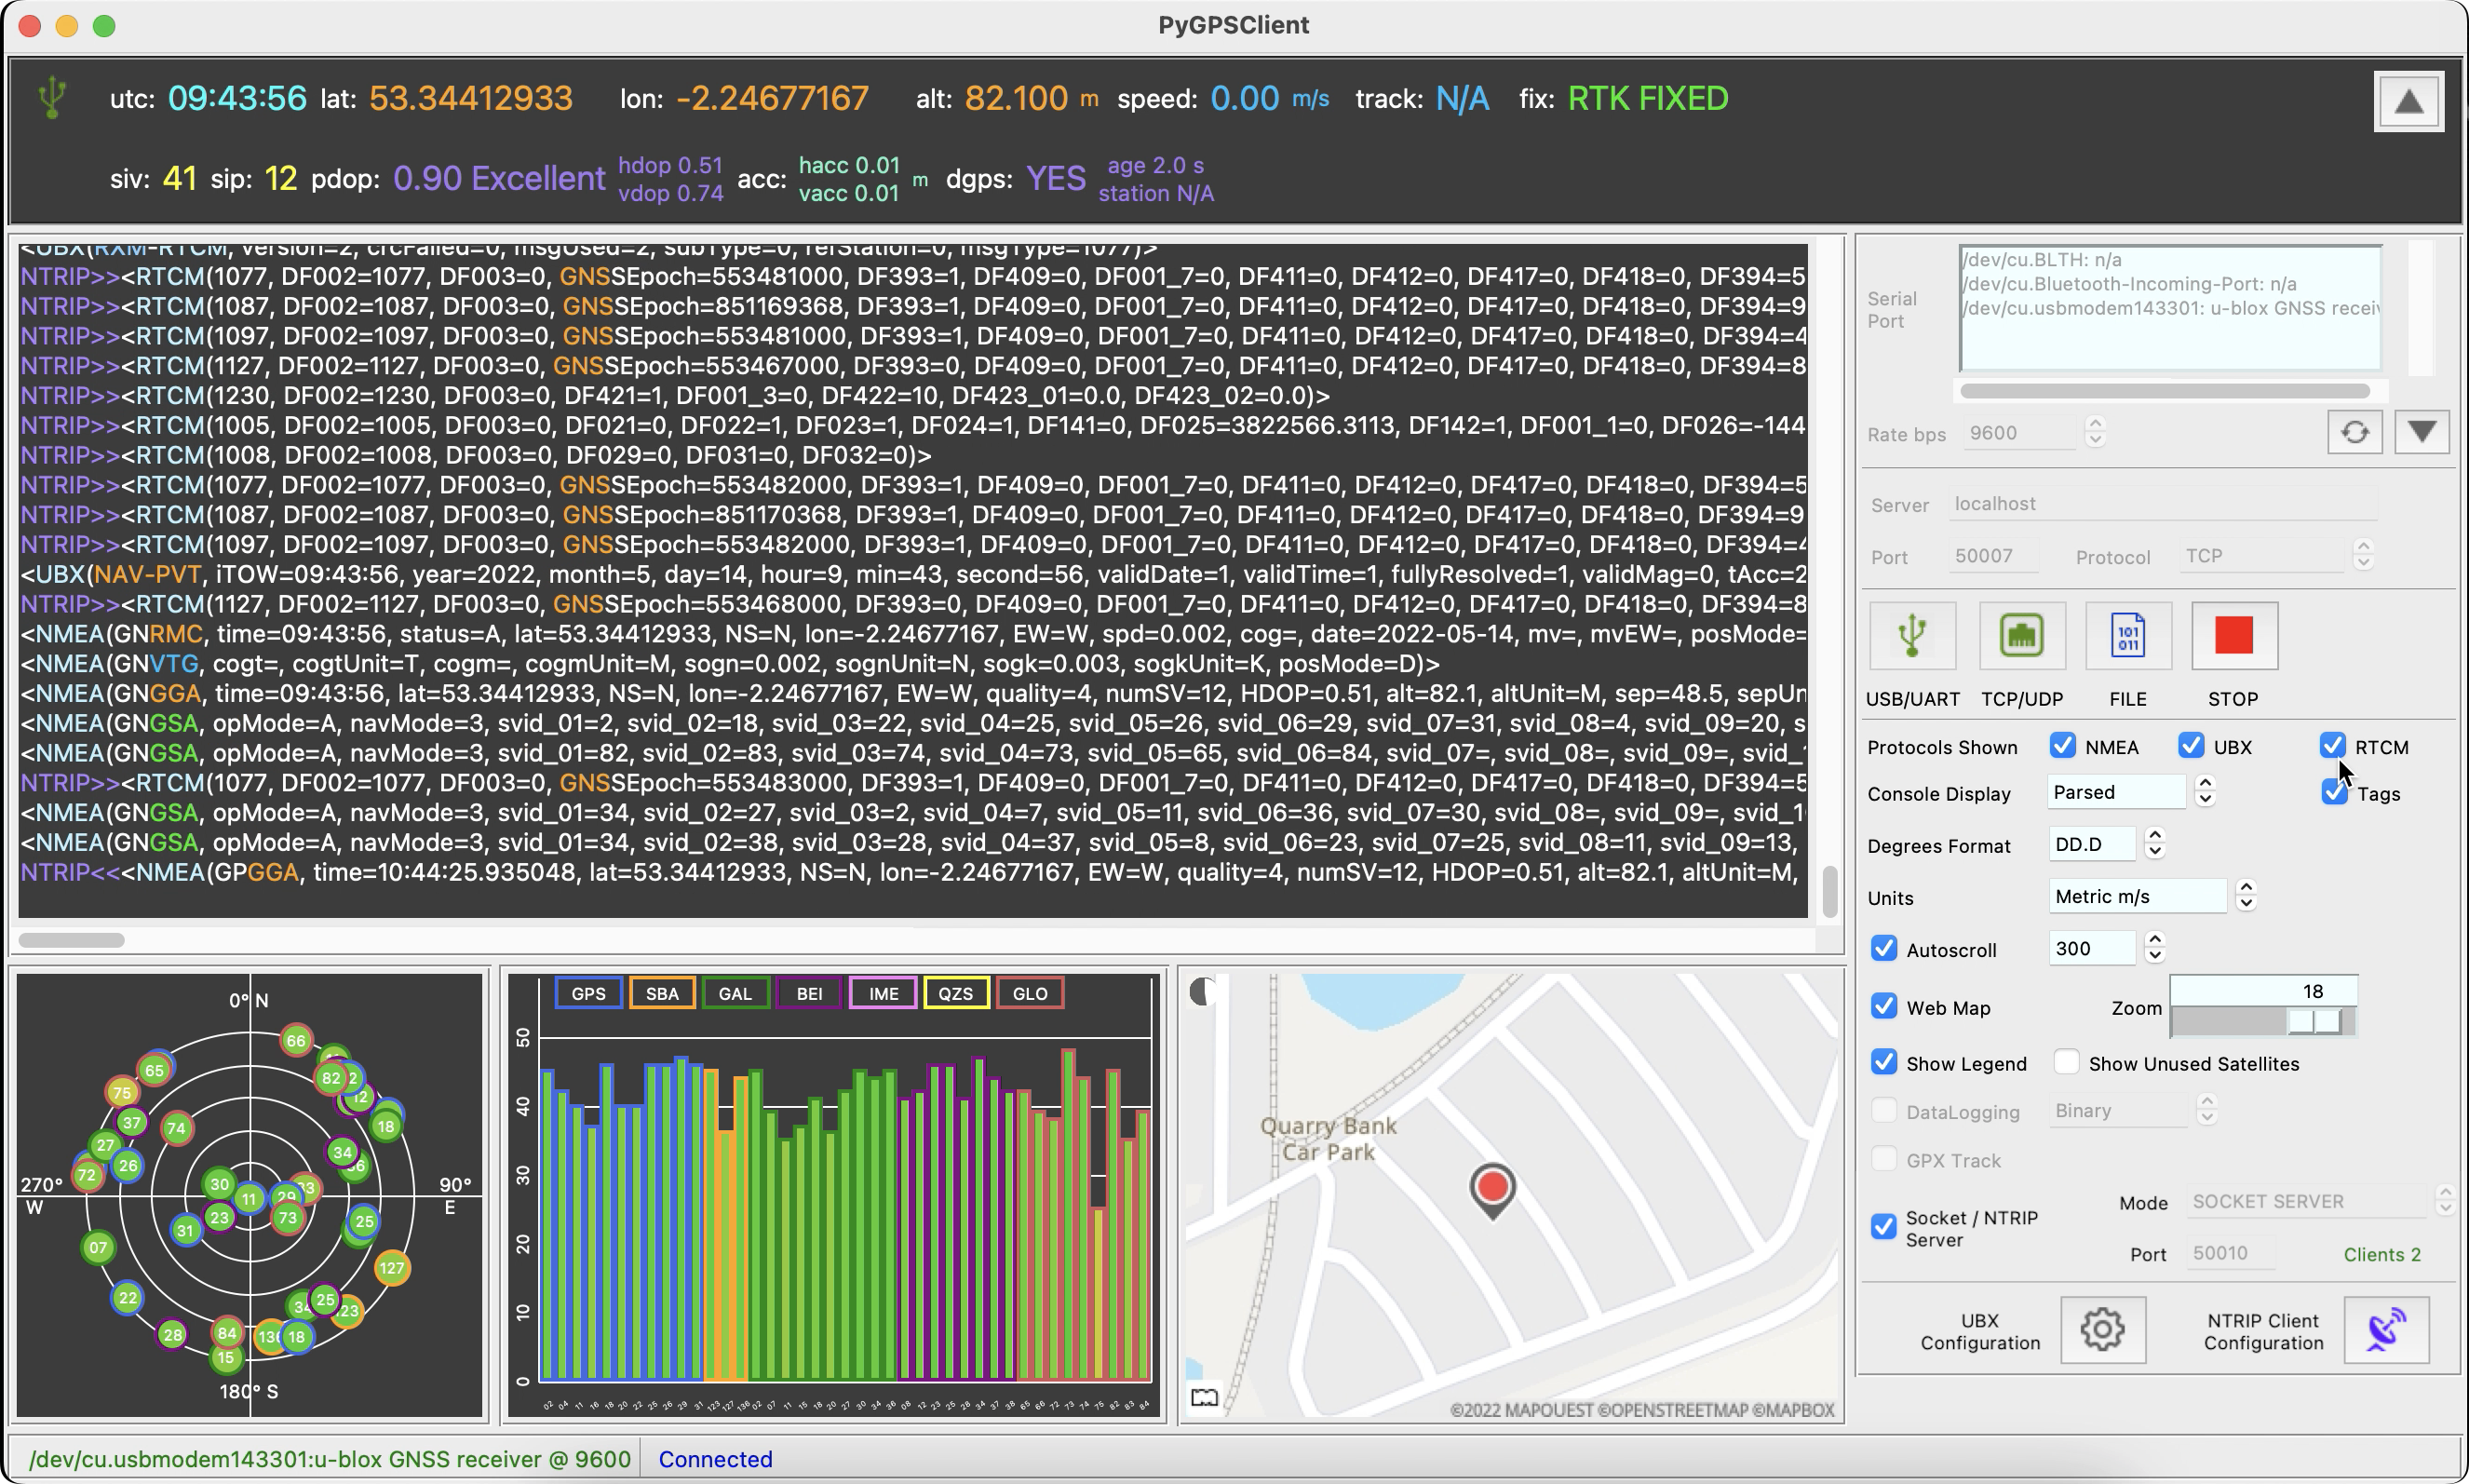 PyGPSClient
utc: 09:43:56 lat: 53.34412933 lon: -2.24677167 alt: 82.100 m speed: 0.00 m/s track: N/A fix: RTK FIXED
siv: 41 sip: 12 pdop: 0.90 Excellent hdop 0.51 vdop 0.74 acc: hacc 0.01 vacc 0.01 m dgps: YES age 2.0 s station N/A
<UBX(RXM-RTCM, version=2, crcFailed=0, msgUsed=2, subType=0, refStation=0, msgType=1077)>
NTRIP>><RTCM(1077, DF002=1077, DF003=0, GNSSEpoch=553481000, DF393=1, DF409=0, DF001_7=0, DF411=0, DF412=0, DF417=0, DF418=0, DF394=5
NTRIP>><RTCM(1087, DF002=1087, DF003=0, GNSSEpoch=851169368, DF393=1, DF409=0, DF001_7=0, DF411=0, DF412=0, DF417=0, DF418=0, DF394=9
NTRIP>><RTCM(1097, DF002=1097, DF003=0, GNSSEpoch=553481000, DF393=1, DF409=0, DF001_7=0, DF411=0, DF412=0, DF417=0, DF418=0, DF394=4
NTRIP>><RTCM(1127, DF002=1127, DF003=0, GNSSEpoch=553467000, DF393=0, DF409=0, DF001_7=0, DF411=0, DF412=0, DF417=0, DF418=0, DF394=8
NTRIP>><RTCM(1230, DF002=1230, DF003=0, DF421=1, DF001_3=0, DF422=10, DF423_01=0.0, DF423_02=0.0)>
NTRIP>><RTCM(1005, DF002=1005, DF003=0, DF021=0, DF022=1, DF023=1, DF024=1, DF141=0, DF025=3822566.3113, DF142=1, DF001_1=0, DF026=-144
NTRIP>><RTCM(1008, DF002=1008, DF003=0, DF029=0, DF031=0, DF032=0)>
NTRIP>><RTCM(1077, DF002=1077, DF003=0, GNSSEpoch=553482000, DF393=1, DF409=0, DF001_7=0, DF411=0, DF412=0, DF417=0, DF418=0, DF394=5
NTRIP>><RTCM(1087, DF002=1087, DF003=0, GNSSEpoch=851170368, DF393=1, DF409=0, DF001_7=0, DF411=0, DF412=0, DF417=0, DF418=0, DF394=9
NTRIP>><RTCM(1097, DF002=1097, DF003=0, GNSSEpoch=553482000, DF393=1, DF409=0, DF001_7=0, DF411=0, DF412=0, DF417=0, DF418=0, DF394=4
<UBX(NAV-PVT, iTOW=09:43:56, year=2022, month=5, day=14, hour=9, min=43, second=56, validDate=1, validTime=1, fullyResolved=1, validMag=0, tAcc=2
NTRIP>><RTCM(1127, DF002=1127, DF003=0, GNSSEpoch=553468000, DF393=0, DF409=0, DF001_7=0, DF411=0, DF412=0, DF417=0, DF418=0, DF394=8
<NMEA(GNRMC, time=09:43:56, status=A, lat=53.34412933, NS=N, lon=-2.24677167, EW=W, spd=0.002, cog=, date=2022-05-14, mv=, mvEW=, posMode=
<NMEA(GNVTG, cogt=, cogtUnit=T, cogm=, cogmUnit=M, sogn=0.002, sognUnit=N, sogk=0.003, sogkUnit=K, posMode=D)>
<NMEA(GNGGA, time=09:43:56, lat=53.34412933, NS=N, lon=-2.24677167, EW=W, quality=4, numSV=12, HDOP=0.51, alt=82.1, altUnit=M, sep=48.5, sepUn
<NMEA(GNGSA, opMode=A, navMode=3, svid_01=2, svid_02=18, svid_03=22, svid_04=25, svid_05=26, svid_06=29, svid_07=31, svid_08=4, svid_09=20, s
<NMEA(GNGSA, opMode=A, navMode=3, svid_01=82, svid_02=83, svid_03=74, svid_04=73, svid_05=65, svid_06=84, svid_07=, svid_08=, svid_09=, svid_
NTRIP>><RTCM(1077, DF002=1077, DF003=0, GNSSEpoch=553483000, DF393=1, DF409=0, DF001_7=0, DF411=0, DF412=0, DF417=0, DF418=0, DF394=5
<NMEA(GNGSA, opMode=A, navMode=3, svid_01=34, svid_02=27, svid_03=2, svid_04=7, svid_05=11, svid_06=36, svid_07=30, svid_08=, svid_09=, svid_1
<NMEA(GNGSA, opMode=A, navMode=3, svid_01=34, svid_02=38, svid_03=28, svid_04=37, svid_05=8, svid_06=23, svid_07=25, svid_08=11, svid_09=13,
NTRIP<<<NMEA(GPGGA, time=10:44:25.935048, lat=53.34412933, NS=N, lon=-2.24677167, EW=W, quality=4, numSV=12, HDOP=0.51, alt=82.1, altUnit=M,
Serial Port
/dev/cu.BLTH: n/a
/dev/cu.Bluetooth-Incoming-Port: n/a
/dev/cu.usbmodem143301: u-blox GNSS recei
Rate bps 9600
Server localhost
Port 50007 Protocol TCP
USB/UART TCP/UDP FILE STOP
Protocols Shown NMEA UBX RTCM
Console Display Parsed Tags
Degrees Format DD.D
Units Metric m/s
Autoscroll 300
Web Map Zoom 18
Show Legend Show Unused Satellites
DataLogging Binary
GPX Track
Socket / NTRIP Server
Mode SOCKET SERVER
Port 50010 Clients 2
UBX Configuration
NTRIP Client Configuration
0° N
90° E
180° S
270° W
66
65
82
75
12
37
74
18
27
34
26
72
30
11
29
23
73
31
25
07
127
22
25
28
84
136
18
15
GPS SBA GAL BEI IME QZS GLO
50
40
30
20
10
0
Quarry Bank
Car Park
©2022 MAPQUEST ©OPENSTREETMAP ©MAPBOX
/dev/cu.usbmodem143301:u-blox GNSS receiver @ 9600 Connected